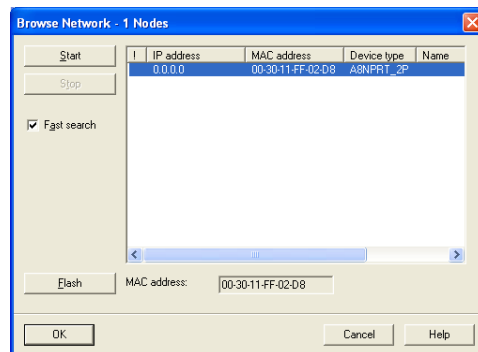 Browse Network - 1 Nodes
Start
! IP address MAC address Device type Name
0.0.0.0 00-30-11-FF-02-D8 A8NPRT_2P
Stop
Fast search
Flash MAC address: 00-30-11-FF-02-D8
OK Cancel Help